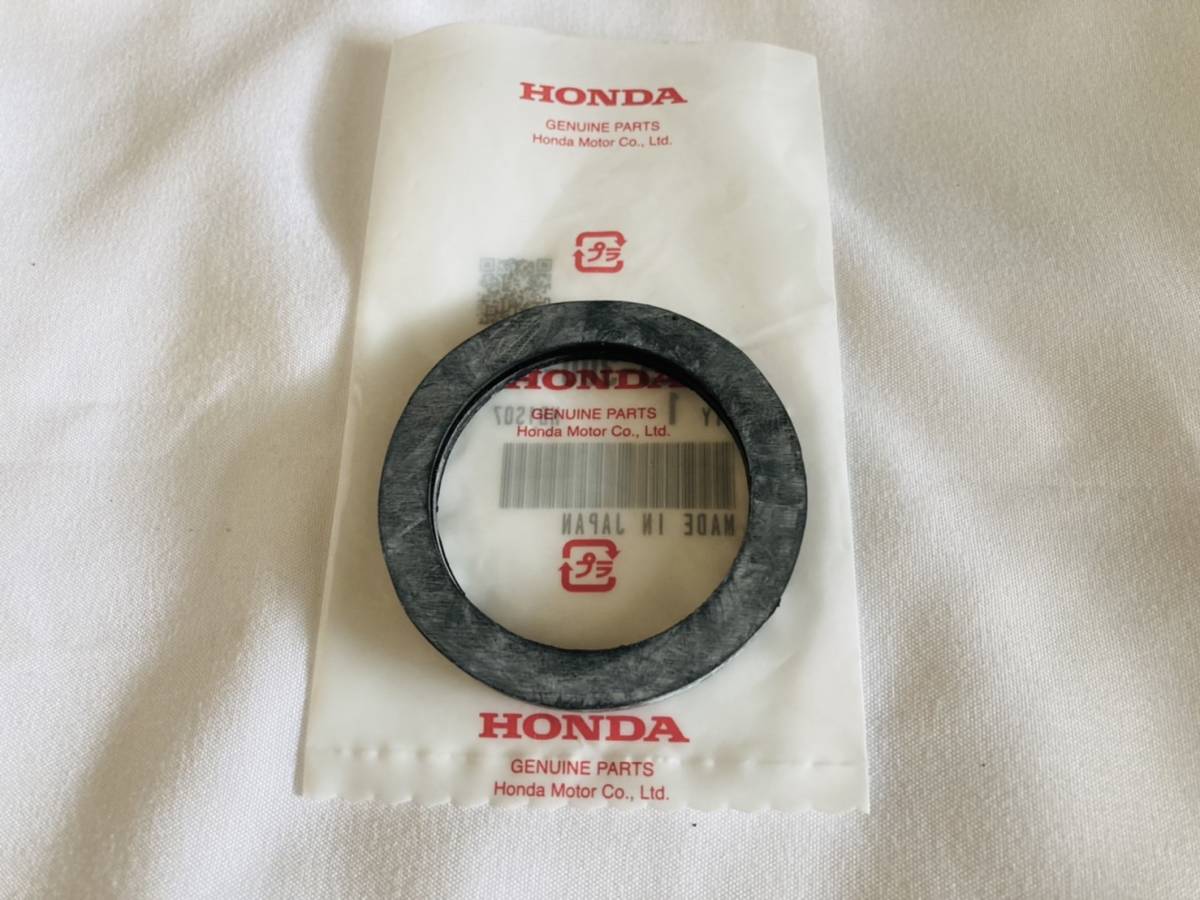 HONDA
GENUINE PARTS
Honda Motor Co., Ltd.
プラ
HONDA
1
GENUINE PARTS
Honda Motor Co., Ltd.
MADE IN JAPAN
プラ
HONDA
GENUINE PARTS
Honda Motor Co., Ltd.